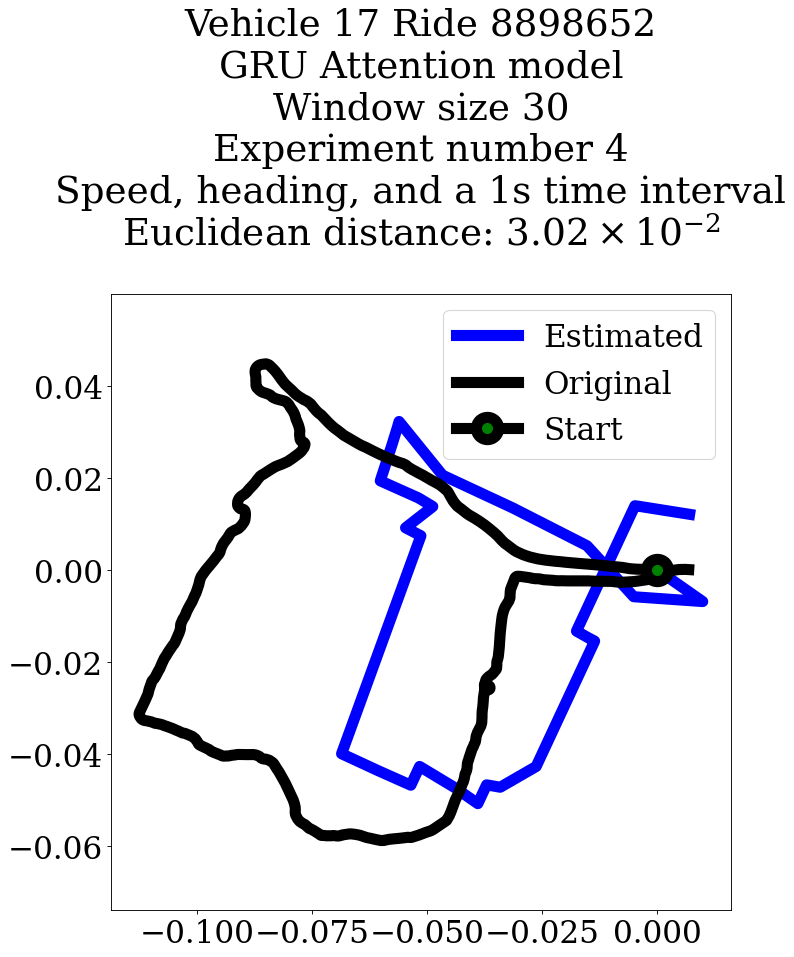 Vehicle 17 Ride 8898652
GRU Attention model
Window size 30
Experiment number 4
Speed, heading, and a 1s time interval
Euclidean distance: 3.02 × 10⁻²
Estimated
Original
Start
0.04
0.02
0.00
−0.02
−0.04
−0.06
−0.100 −0.075 −0.050 −0.025 0.000